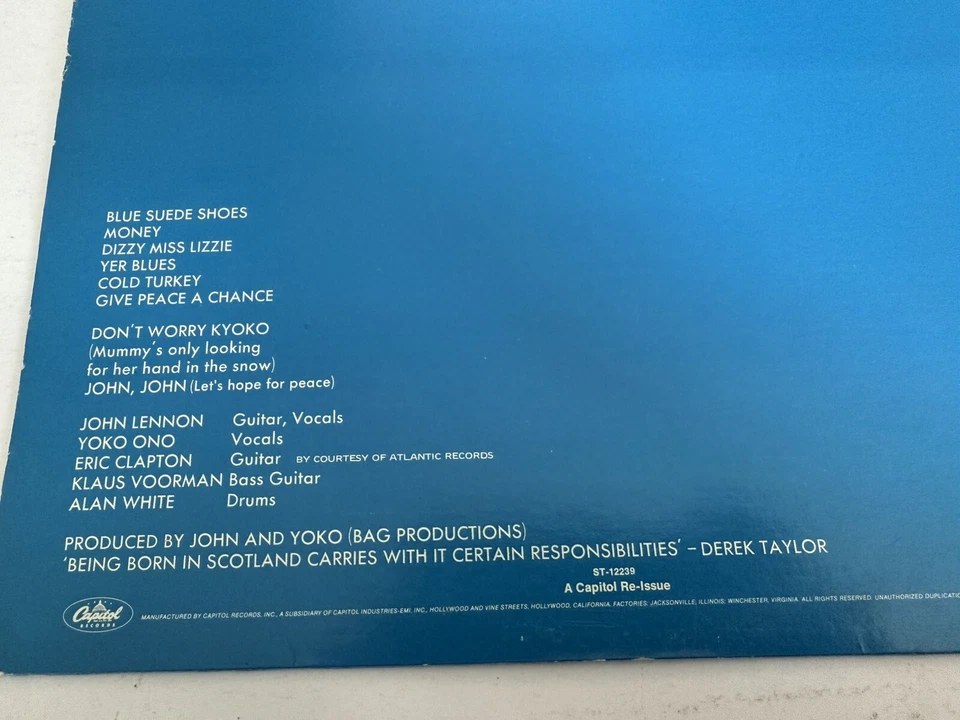 BLUE SUEDE SHOES
MONEY
DIZZY MISS LIZZIE
YER BLUES
COLD TURKEY
GIVE PEACE A CHANCE
DON'T WORRY KYOKO
(Mummy's only looking
for her hand in the snow)
JOHN, JOHN (Let's hope for peace)
JOHN LENNON Guitar, Vocals
YOKO ONO Vocals
ERIC CLAPTON Guitar BY COURTESY OF ATLANTIC RECORDS
KLAUS VOORMAN Bass Guitar
ALAN WHITE Drums
PRODUCED BY JOHN AND YOKO (BAG PRODUCTIONS)
'BEING BORN IN SCOTLAND CARRIES WITH IT CERTAIN RESPONSIBILITIES' – DEREK TAYLOR
ST-12239
A Capitol Re-Issue
Capitol RECORDS MANUFACTURED BY CAPITOL RECORDS, INC., A SUBSIDIARY OF CAPITOL INDUSTRIES-EMI, INC., HOLLYWOOD AND VINE STREETS, HOLLYWOOD, CALIFORNIA. FACTORIES: JACKSONVILLE, ILLINOIS; WINCHESTER, VIRGINIA. ALL RIGHTS RESERVED. UNAUTHORIZED DUPLICATIO